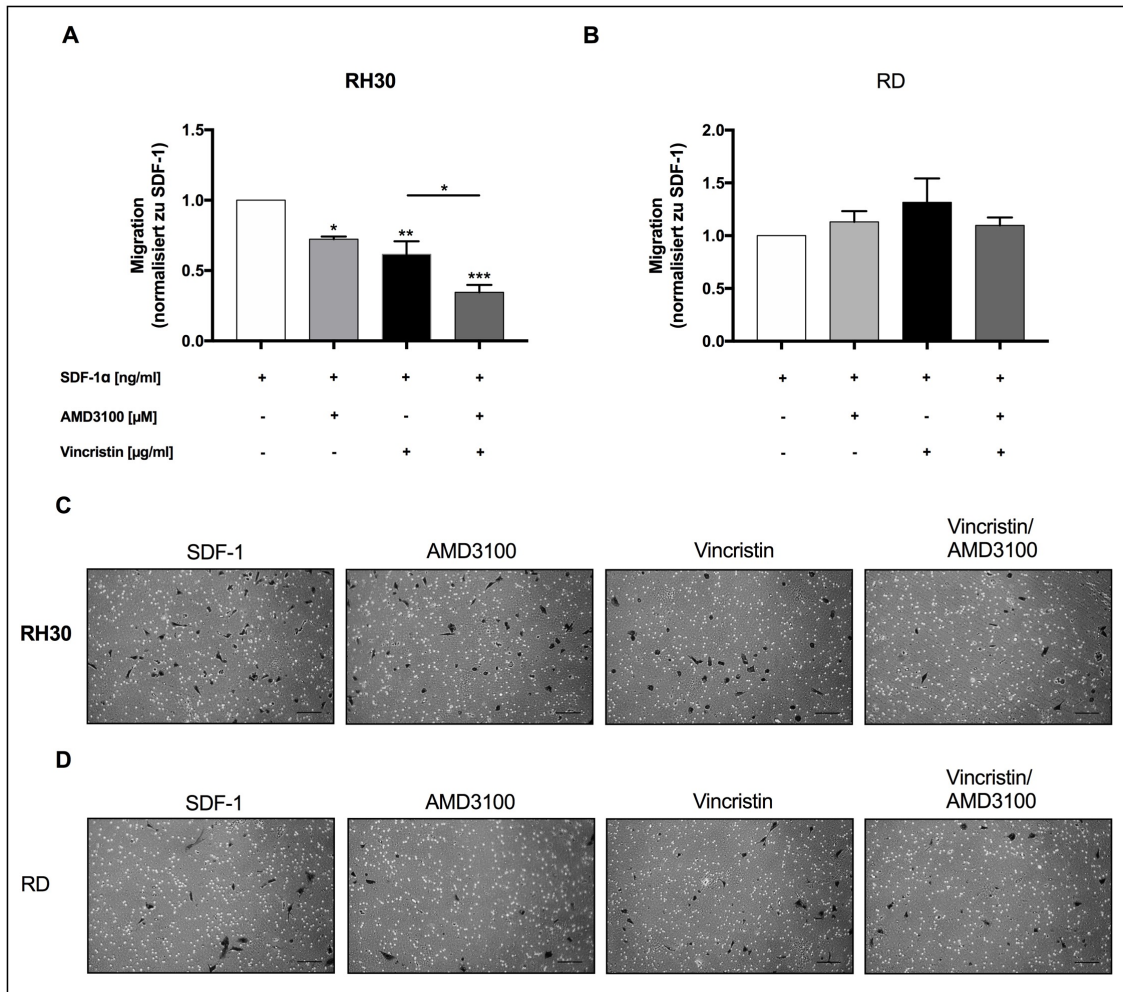 A
B
RH30
RD
Migration
(normalisiert zu SDF-1)
1.5
1.0
0.5
0.0
*
**
***
*
Migration
(normalisiert zu SDF-1)
2.0
1.5
1.0
0.5
0.0
SDF-1α [ng/ml] + + + + + + + +
AMD3100 [µM] - + - + - + - +
Vincristin [µg/ml] - - + + - - + +
C
SDF-1 AMD3100 Vincristin Vincristin/
AMD3100
RH30
D
SDF-1 AMD3100 Vincristin Vincristin/
AMD3100
RD